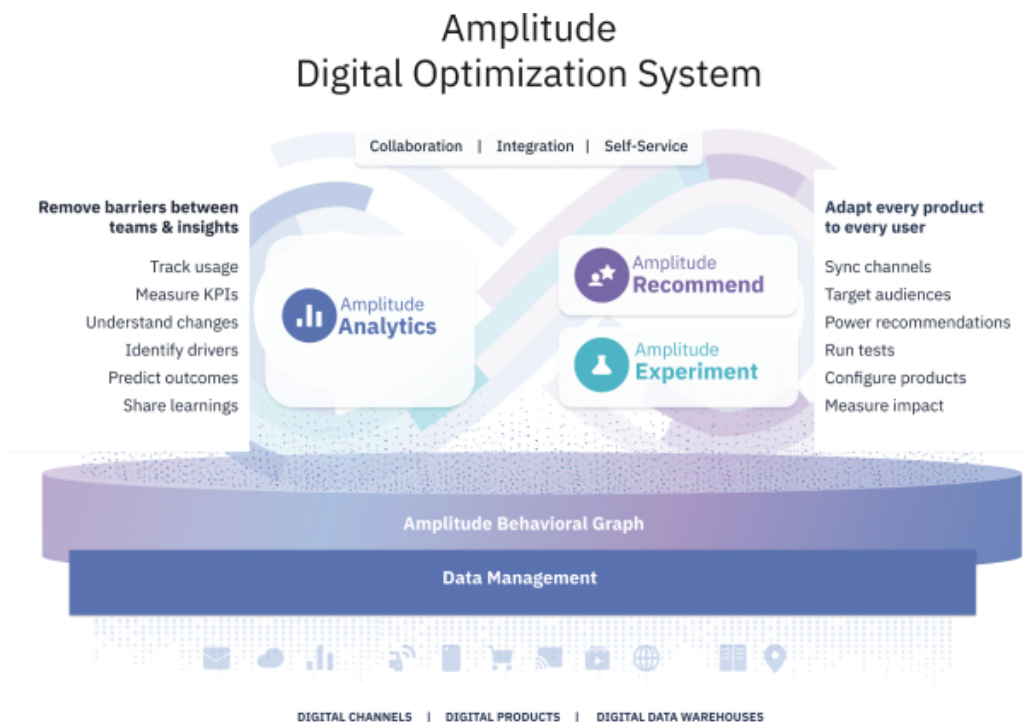 Amplitude
Digital Optimization System
Collaboration | Integration | Self-Service
Remove barriers between
teams & insights
Track usage
Measure KPIs
Understand changes
Identify drivers
Predict outcomes
Share learnings
Amplitude
Analytics
Amplitude
Recommend
Amplitude
Experiment
Adapt every product
to every user
Sync channels
Target audiences
Power recommendations
Run tests
Configure products
Measure impact
Amplitude Behavioral Graph
Data Management
DIGITAL CHANNELS | DIGITAL PRODUCTS | DIGITAL DATA WAREHOUSES